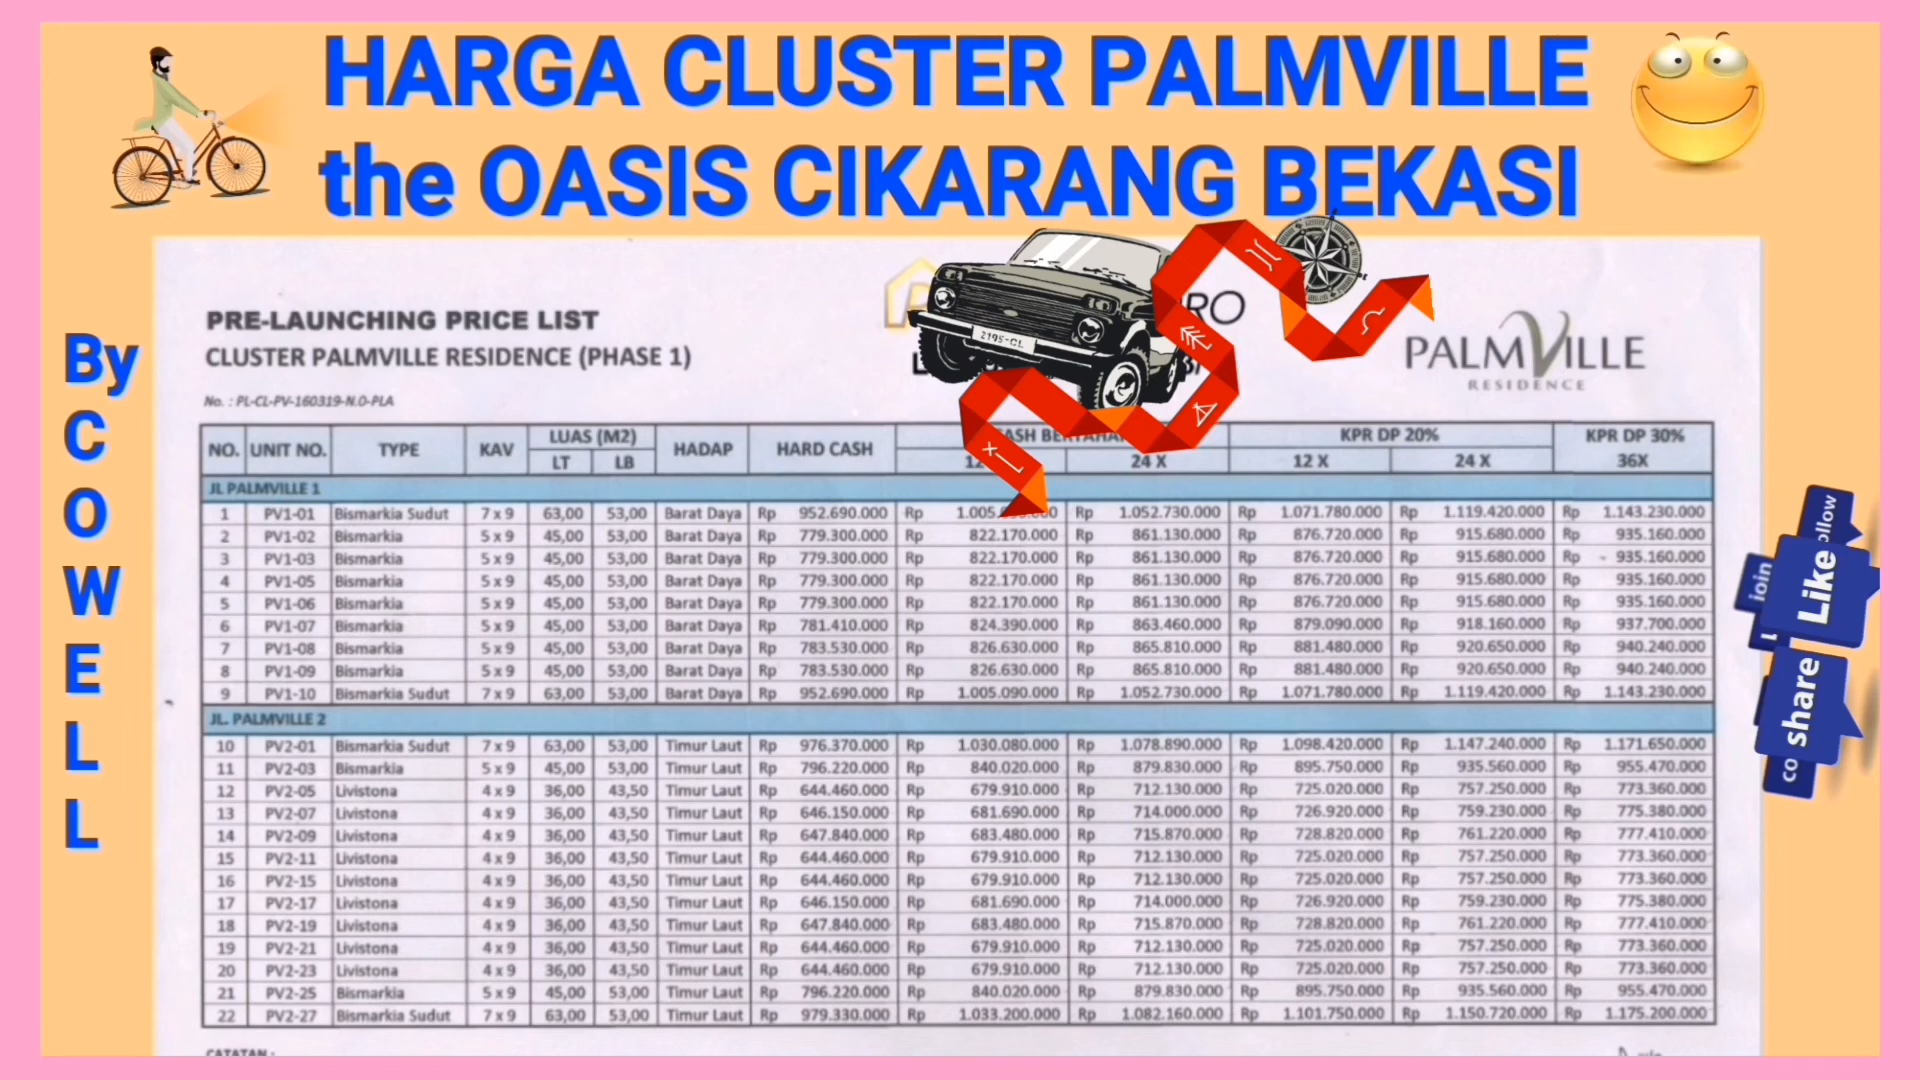 HARGA CLUSTER PALMVILLE
the OASIS CIKARANG BEKASI
By
C
O
W
E
L
L
PRE-LAUNCHING PRICE LIST
CLUSTER PALMVILLE RESIDENCE (PHASE 1)
No. : PL-CL-PV-160319-N.0-PLA
2195-CL
PALMVILLE
RESIDENCE
NO. UNIT NO. TYPE KAV LUAS (M2) HADAP HARD CASH KPR DP 20% KPR DP 30%
LT LB 24 X 12 X 24 X 36X
JL PALMVILLE 1
1 PV1-01 Bismarkia Sudut 7 x 9 63,00 53,00 Barat Daya Rp 952.690.000 Rp Rp 1.052.730.000 Rp 1.071.780.000 Rp 1.119.420.000 Rp 1.143.230.000
2 PV1-02 Bismarkia 5 x 9 45,00 53,00 Barat Daya Rp 779.300.000 Rp 822.170.000 Rp 861.130.000 Rp 876.720.000 Rp 915.680.000 Rp 935.160.000
3 PV1-03 Bismarkia 5 x 9 45,00 53,00 Barat Daya Rp 779.300.000 Rp 822.170.000 Rp 861.130.000 Rp 876.720.000 Rp 915.680.000 Rp 935.160.000
4 PV1-05 Bismarkia 5 x 9 45,00 53,00 Barat Daya Rp 779.300.000 Rp 822.170.000 Rp 861.130.000 Rp 876.720.000 Rp 915.680.000 Rp 935.160.000
5 PV1-06 Bismarkia 5 x 9 45,00 53,00 Barat Daya Rp 779.300.000 Rp 822.170.000 Rp 861.130.000 Rp 876.720.000 Rp 915.680.000 Rp 935.160.000
6 PV1-07 Bismarkia 5 x 9 45,00 53,00 Barat Daya Rp 781.410.000 Rp 824.390.000 Rp 863.460.000 Rp 879.090.000 Rp 918.160.000 Rp 937.700.000
7 PV1-08 Bismarkia 5 x 9 45,00 53,00 Barat Daya Rp 783.530.000 Rp 826.630.000 Rp 865.810.000 Rp 881.480.000 Rp 920.650.000 Rp 940.240.000
8 PV1-09 Bismarkia 5 x 9 45,00 53,00 Barat Daya Rp 783.530.000 Rp 826.630.000 Rp 865.810.000 Rp 881.480.000 Rp 920.650.000 Rp 940.240.000
9 PV1-10 Bismarkia Sudut 7 x 9 63,00 53,00 Barat Daya Rp 952.690.000 Rp 1.005.090.000 Rp 1.052.730.000 Rp 1.071.780.000 Rp 1.119.420.000 Rp 1.143.230.000
JL. PALMVILLE 2
10 PV2-01 Bismarkia Sudut 7 x 9 63,00 53,00 Timur Laut Rp 976.370.000 Rp 1.030.080.000 Rp 1.078.890.000 Rp 1.098.420.000 Rp 1.147.240.000 Rp 1.171.650.000
11 PV2-03 Bismarkia 5 x 9 45,00 53,00 Timur Laut Rp 796.220.000 Rp 840.020.000 Rp 879.830.000 Rp 895.750.000 Rp 935.560.000 Rp 955.470.000
12 PV2-05 Livistona 4 x 9 36,00 43,50 Timur Laut Rp 644.460.000 Rp 679.910.000 Rp 712.130.000 Rp 725.020.000 Rp 757.250.000 Rp 773.360.000
13 PV2-07 Livistona 4 x 9 36,00 43,50 Timur Laut Rp 646.150.000 Rp 681.690.000 Rp 714.000.000 Rp 726.920.000 Rp 759.230.000 Rp 775.380.000
14 PV2-09 Livistona 4 x 9 36,00 43,50 Timur Laut Rp 647.840.000 Rp 683.480.000 Rp 715.870.000 Rp 728.820.000 Rp 761.220.000 Rp 777.410.000
15 PV2-11 Livistona 4 x 9 36,00 43,50 Timur Laut Rp 644.460.000 Rp 679.910.000 Rp 712.130.000 Rp 725.020.000 Rp 757.250.000 Rp 773.360.000
16 PV2-15 Livistona 4 x 9 36,00 43,50 Timur Laut Rp 644.460.000 Rp 679.910.000 Rp 712.130.000 Rp 725.020.000 Rp 757.250.000 Rp 773.360.000
17 PV2-17 Livistona 4 x 9 36,00 43,50 Timur Laut Rp 646.150.000 Rp 681.690.000 Rp 714.000.000 Rp 726.920.000 Rp 759.230.000 Rp 775.380.000
18 PV2-19 Livistona 4 x 9 36,00 43,50 Timur Laut Rp 647.840.000 Rp 683.480.000 Rp 715.870.000 Rp 728.820.000 Rp 761.220.000 Rp 777.410.000
19 PV2-21 Livistona 4 x 9 36,00 43,50 Timur Laut Rp 644.460.000 Rp 679.910.000 Rp 712.130.000 Rp 725.020.000 Rp 757.250.000 Rp 773.360.000
20 PV2-23 Livistona 4 x 9 36,00 43,50 Timur Laut Rp 644.460.000 Rp 679.910.000 Rp 712.130.000 Rp 725.020.000 Rp 757.250.000 Rp 773.360.000
21 PV2-25 Bismarkia 5 x 9 45,00 53,00 Timur Laut Rp 796.220.000 Rp 840.020.000 Rp 879.830.000 Rp 895.750.000 Rp 935.560.000 Rp 955.470.000
22 PV2-27 Bismarkia Sudut 7 x 9 63,00 53,00 Timur Laut Rp 979.330.000 Rp 1.033.200.000 Rp 1.082.160.000 Rp 1.101.750.000 Rp 1.150.720.000 Rp 1.175.200.000
CATATAN :
join
Like
share